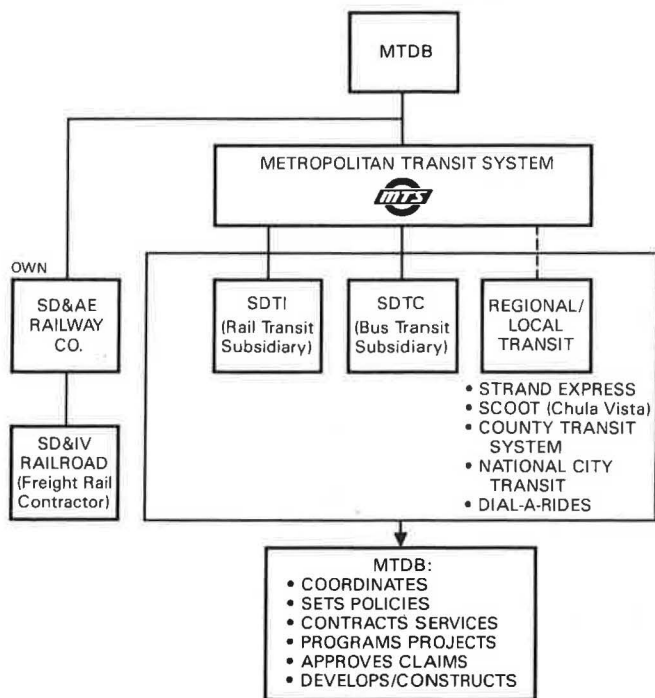 MTDB
METROPOLITAN TRANSIT SYSTEM
MTS
OWN
SD&AE
RAILWAY
CO.
SDTI
(Rail Transit
Subsidiary)
SDTC
(Bus Transit
Subsidiary)
REGIONAL/
LOCAL
TRANSIT
SD&IV
RAILROAD
(Freight Rail
Contractor)
• STRAND EXPRESS
• SCOOT (Chula Vista)
• COUNTY TRANSIT
SYSTEM
• NATIONAL CITY
TRANSIT
• DIAL-A-RIDES
MTDB:
• COORDINATES
• SETS POLICIES
• CONTRACTS SERVICES
• PROGRAMS PROJECTS
• APPROVES CLAIMS
• DEVELOPS/CONSTRUCTS